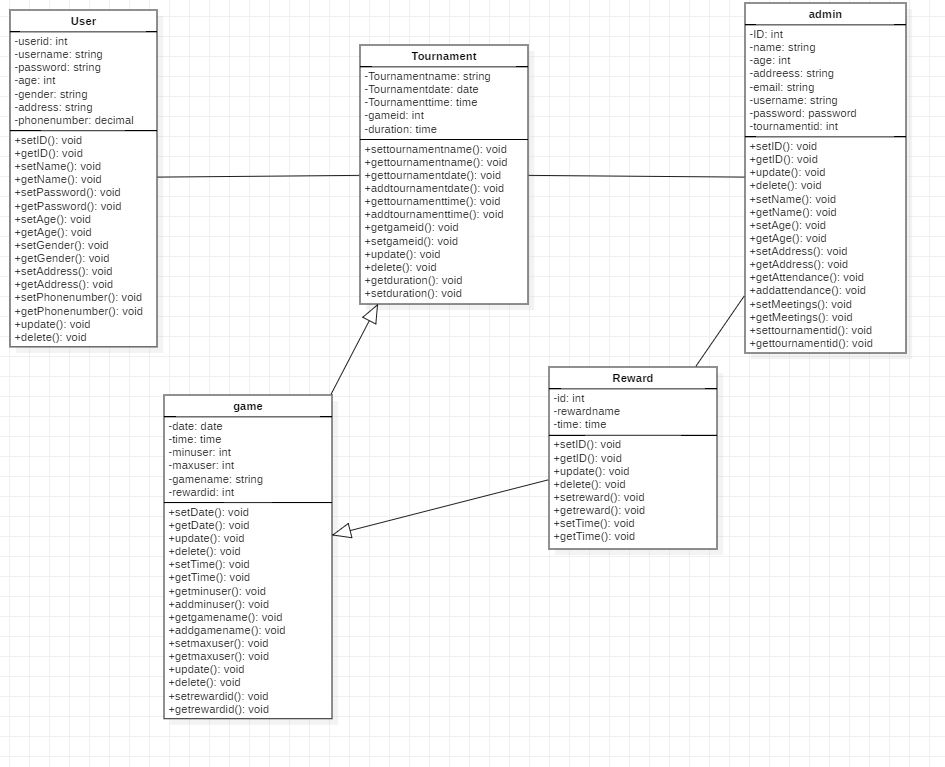 User
-userid: int
-username: string
-password: string
-age: int
-gender: string
-address: string
-phonenumber: decimal
+setID(): void
+getID(): void
+setName(): void
+getName(): void
+setPassword(): void
+getPassword(): void
+setAge(): void
+getAge(): void
+setGender(): void
+getGender(): void
+setAddress(): void
+getAddress(): void
+setPhonenumber(): void
+getPhonenumber(): void
+update(): void
+delete(): void
Tournament
-Tournamentname: string
-Tournamentdate: date
-Tournamenttime: time
-gameid: int
-duration: time
+settournamentname(): void
+gettournamentname(): void
+gettournamentdate(): void
+addtournamentdate(): void
+gettournamenttime(): void
+addtournamenttime(): void
+getgameid(): void
+setgameid(): void
+update(): void
+delete(): void
+getduration(): void
+setduration(): void
admin
-ID: int
-name: string
-age: int
-addreess: string
-email: string
-username: string
-password: password
-tournamentid: int
+setID(): void
+getID(): void
+update(): void
+delete(): void
+setName(): void
+getName(): void
+setAge(): void
+getAge(): void
+setAddress(): void
+getAddress(): void
+getAttendance(): void
+addattendance(): void
+setMeetings(): void
+getMeetings(): void
+settournamentid(): void
+gettournamentid(): void
game
-date: date
-time: time
-minuser: int
-maxuser: int
-gamename: string
-rewardid: int
+setDate(): void
+getDate(): void
+update(): void
+delete(): void
+setTime(): void
+getTime(): void
+getminuser(): void
+addminuser(): void
+getgamename(): void
+addgamename(): void
+setmaxuser(): void
+getmaxuser(): void
+update(): void
+delete(): void
+setrewardid(): void
+getrewardid(): void
Reward
-id: int
-rewardname
-time: time
+setID(): void
+getID(): void
+update(): void
+delete(): void
+setreward(): void
+getreward(): void
+setTime(): void
+getTime(): void